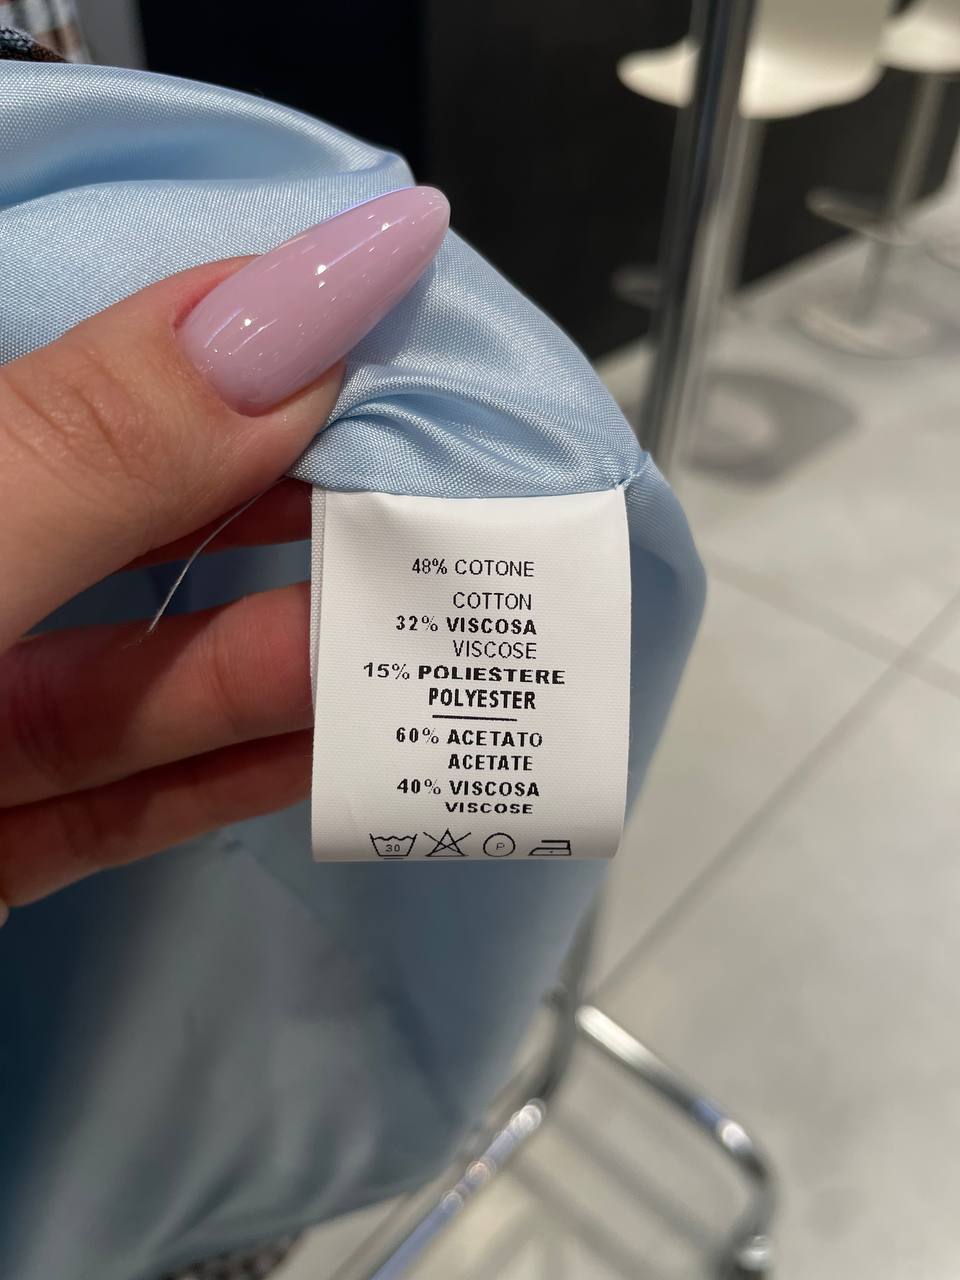 48% COTONE
COTTON
32% VISCOSA
VISCOSE
15% POLIESTERE
POLYESTER
60% ACETATO
ACETATE
40% VISCOSA
VISCOSE
30 P